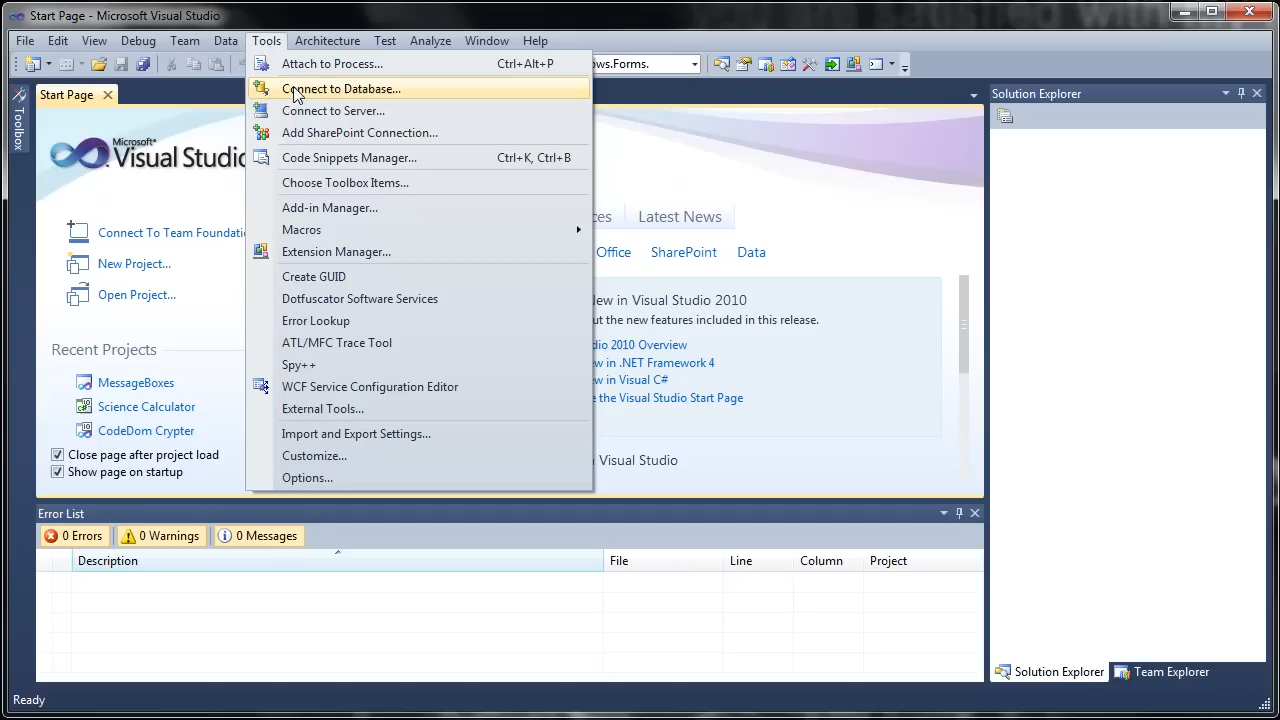 Start Page - Microsoft Visual Studio
File Edit View Debug Team Data Tools Architecture Test Analyze Window Help
Attach to Process... Ctrl+Alt+P
ows.Forms.
Start Page
Connect to Database...
Connect to Server...
Add SharePoint Connection...
Code Snippets Manager... Ctrl+K, Ctrl+B
Choose Toolbox Items...
Add-in Manager...
Macros
Extension Manager...
Create GUID
Dotfuscator Software Services
Error Lookup
ATL/MFC Trace Tool
Spy++
WCF Service Configuration Editor
External Tools...
Import and Export Settings...
Customize...
Options...
Toolbox
Microsoft®
Visual Studio
Connect To Team Foundati
New Project...
Open Project...
Recent Projects
MessageBoxes
Science Calculator
CodeDom Crypter
Close page after project load
Show page on startup
ces Latest News
Office SharePoint Data
New in Visual Studio 2010
ut the new features included in this release.
dio 2010 Overview
ew in .NET Framework 4
ew in Visual C#
e the Visual Studio Start Page
Visual Studio
Solution Explorer
Error List
0 Errors 0 Warnings 0 Messages
Description File Line Column Project
Solution Explorer Team Explorer
Ready